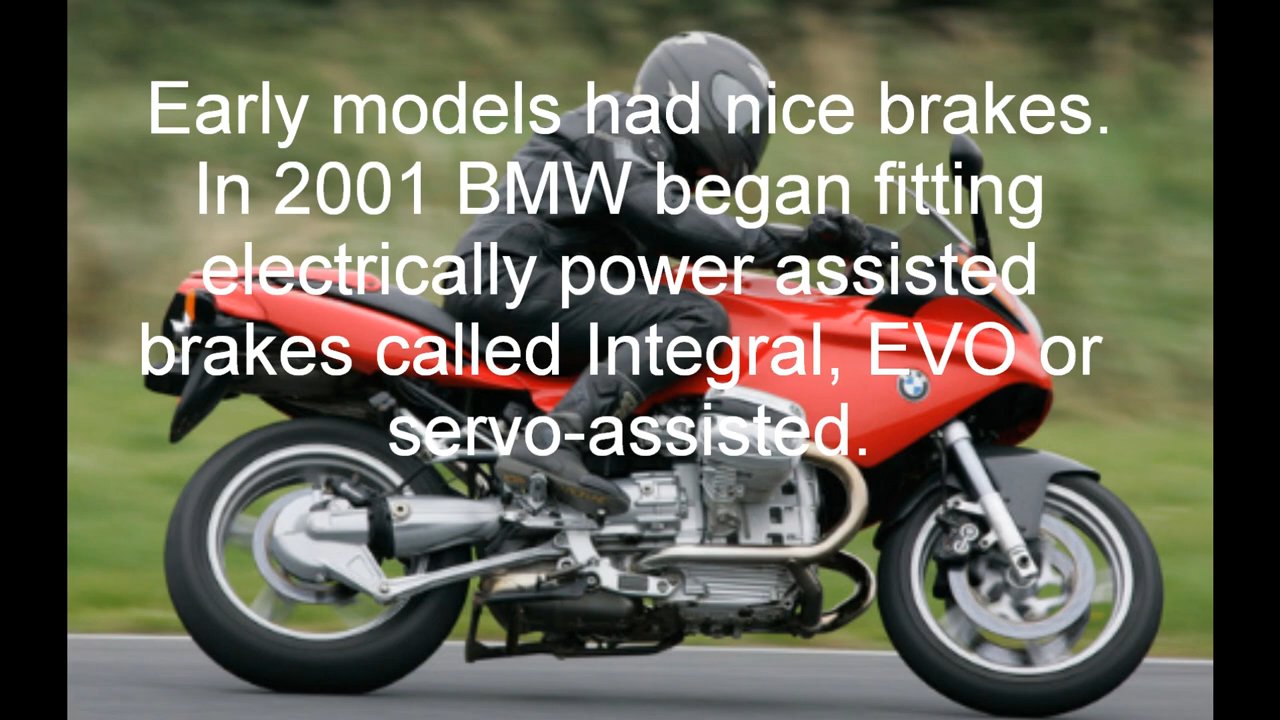 Early models had nice brakes.
In 2001 BMW began fitting
electrically power assisted
brakes called Integral, EVO or
servo-assisted.